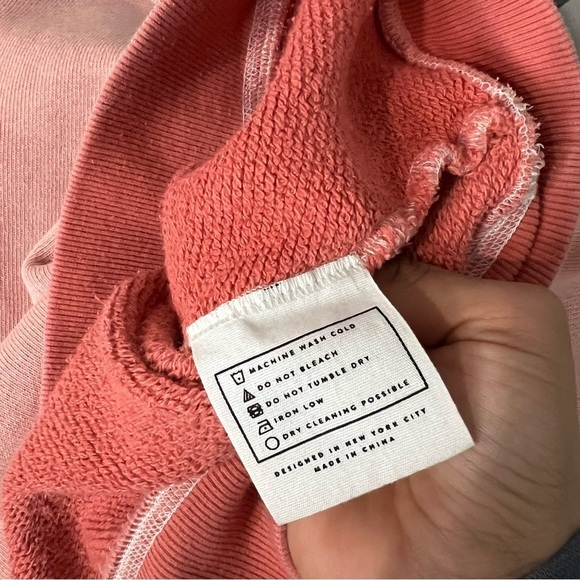 MACHINE WASH COLD
DO NOT BLEACH
DO NOT TUMBLE DRY
IRON LOW
DRY CLEANING POSSIBLE
DESIGNED IN NEW YORK CITY
MADE IN CHINA